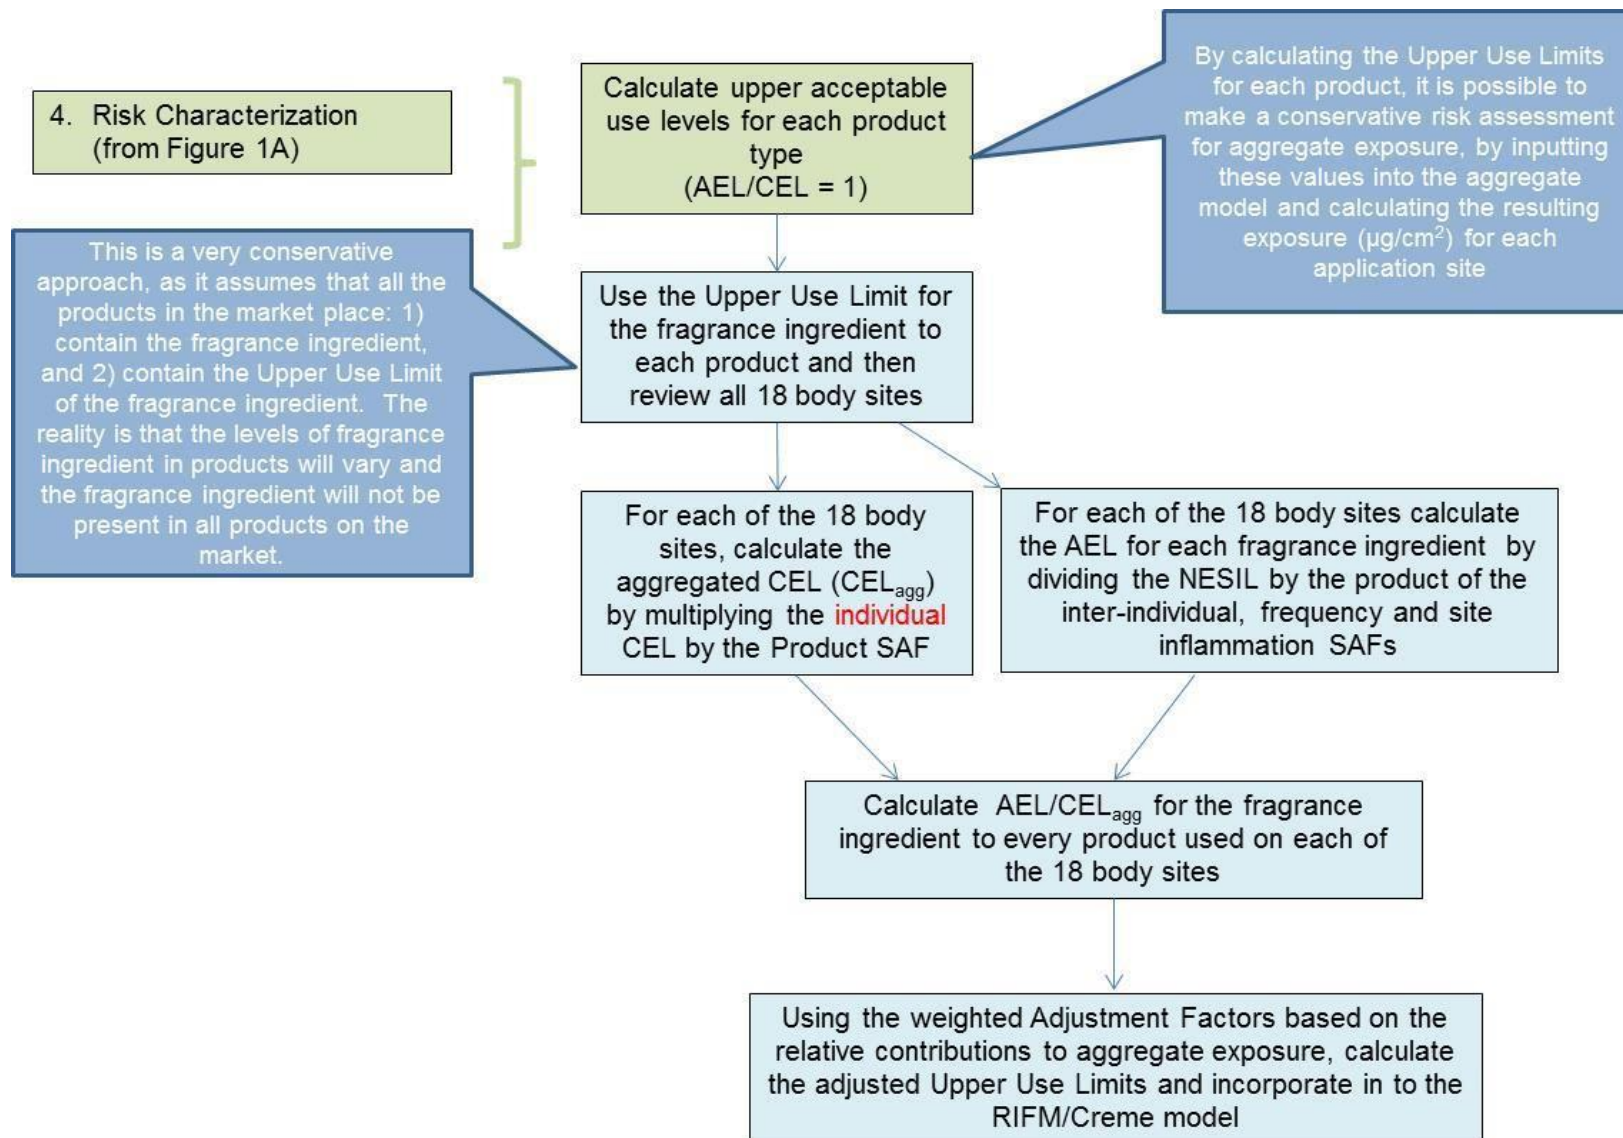 4. Risk Characterization
(from Figure 1A)
Calculate upper acceptable
use levels for each product
type
(AEL/CEL = 1)
By calculating the Upper Use Limits
for each product, it is possible to
make a conservative risk assessment
for aggregate exposure, by inputting
these values into the aggregate
model and calculating the resulting
exposure (µg/cm²) for each
application site
This is a very conservative
approach, as it assumes that all the
products in the market place: 1)
contain the fragrance ingredient,
and 2) contain the Upper Use Limit
of the fragrance ingredient. The
reality is that the levels of fragrance
ingredient in products will vary and
the fragrance ingredient will not be
present in all products on the
market.
Use the Upper Use Limit for
the fragrance ingredient to
each product and then
review all 18 body sites
For each of the 18 body
sites, calculate the
aggregated CEL (CELagg)
by multiplying the individual
CEL by the Product SAF
For each of the 18 body sites calculate
the AEL for each fragrance ingredient by
dividing the NESIL by the product of the
inter-individual, frequency and site
inflammation SAFs
Calculate AEL/CELagg for the fragrance
ingredient to every product used on each of
the 18 body sites
Using the weighted Adjustment Factors based on the
relative contributions to aggregate exposure, calculate
the adjusted Upper Use Limits and incorporate in to the
RIFM/Creme model